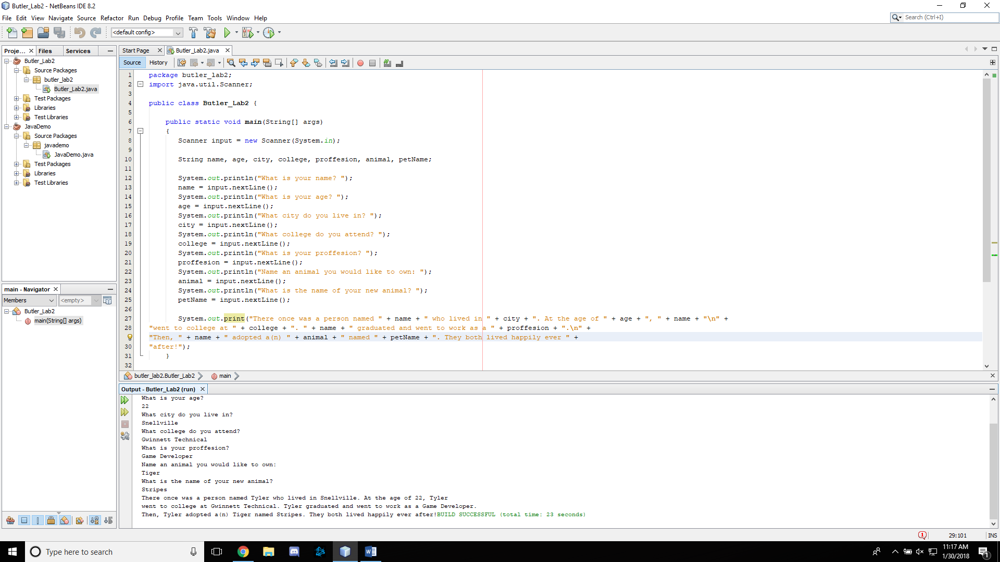 Butler_Lab2 - NetBeans IDE 8.2
File Edit View Navigate Source Refactor Run Debug Profile Team Tools Window Help
Search (Ctrl+I)
<default config>
Proje... Files Services
Butler_Lab2
Source Packages
butler_lab2
Butler_Lab2.java
Test Packages
Libraries
Test Libraries
JavaDemo
Source Packages
javademo
JavaDemo.java
Test Packages
Libraries
Test Libraries
main - Navigator
Members <empty>
Butler_Lab2
main(String[] args)
Start Page Butler_Lab2.java
Source History
1 package butler_lab2;
2 import java.util.Scanner;
3
4 public class Butler_Lab2 {
5
6 public static void main(String[] args)
7 {
8 Scanner input = new Scanner(System.in);
9
10 String name, age, city, college, proffesion, animal, petName;
11
12 System.out.println("What is your name? ");
13 name = input.nextLine();
14 System.out.println("What is your age? ");
15 age = input.nextLine();
16 System.out.println("What city do you live in? ");
17 city = input.nextLine();
18 System.out.println("What college do you attend? ");
19 college = input.nextLine();
20 System.out.println("What is your proffesion? ");
21 proffesion = input.nextLine();
22 System.out.println("Name an animal you would like to own: ");
23 animal = input.nextLine();
24 System.out.println("What is the name of your new animal? ");
25 petName = input.nextLine();
26
27 System.out.print("There once was a person named " + name + " who lived in " + city + ". At the age of " + age + ", " + name + "\n" +
28 "went to college at " + college + ". " + name + " graduated and went to work as a " + proffesion + ".\n" +
"Then, " + name + " adopted a(n) " + animal + " named " + petName + ". They both lived happily ever " +
30 "after!");
31 }
32
butler_lab2.Butler_Lab2 main
Output - Butler_Lab2 (run)
What is your age?
22
What city do you live in?
Snellville
What college do you attend?
Gwinnett Technical
What is your proffesion?
Game Developer
Name an animal you would like to own:
Tiger
What is the name of your new animal?
Stripes
There once was a person named Tyler who lived in Snellville. At the age of 22, Tyler
went to college at Gwinnett Technical. Tyler graduated and went to work as a Game Developer.
Then, Tyler adopted a(n) Tiger named Stripes. They both lived happily ever after!BUILD SUCCESSFUL (total time: 23 seconds)
1 29:101 INS
Type here to search
11:17 AM
1/30/2018
1